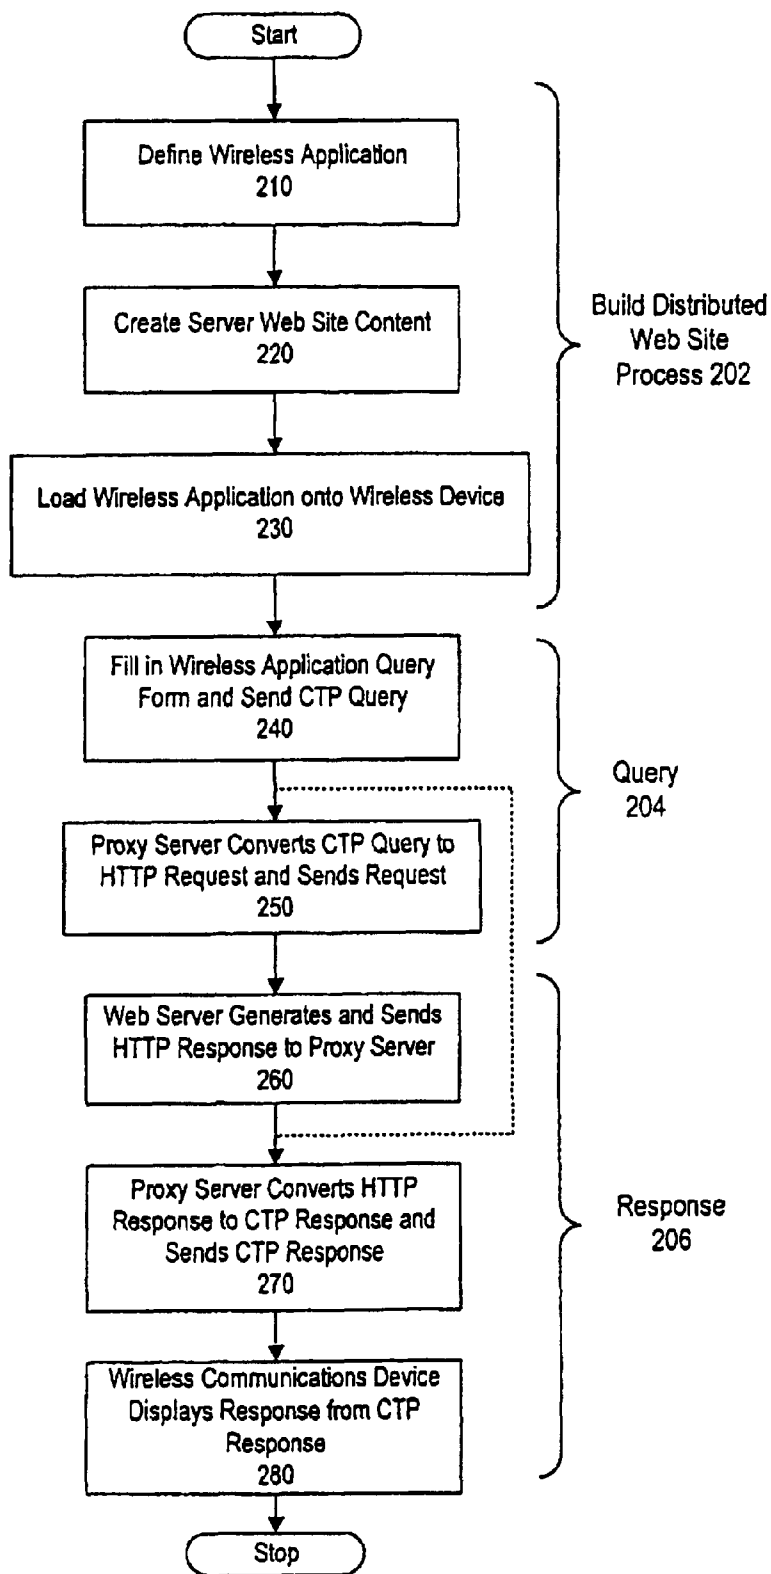 Start
Define Wireless Application
210
Create Server Web Site Content
220
Load Wireless Application onto Wireless Device
230
Build Distributed
Web Site
Process 202
Fill in Wireless Application Query
Form and Send CTP Query
240
Proxy Server Converts CTP Query to
HTTP Request and Sends Request
250
Query
204
Web Server Generates and Sends
HTTP Response to Proxy Server
260
Proxy Server Converts HTTP
Response to CTP Response and
Sends CTP Response
270
Wireless Communications Device
Displays Response from CTP
Response
280
Response
206
Stop